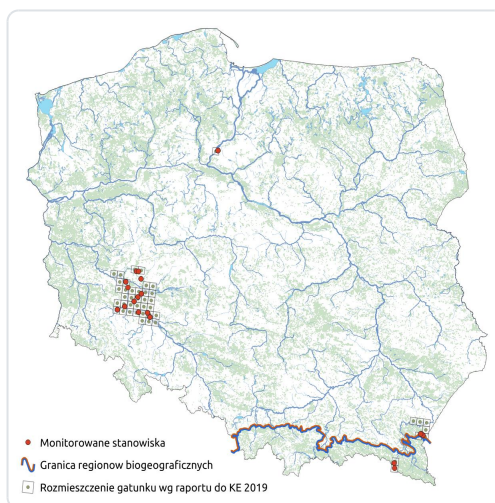 Monitorowane stanowiska
Granica regionow biogeograficznych
Rozmieszczenie gatunku wg raportu do KE 2019